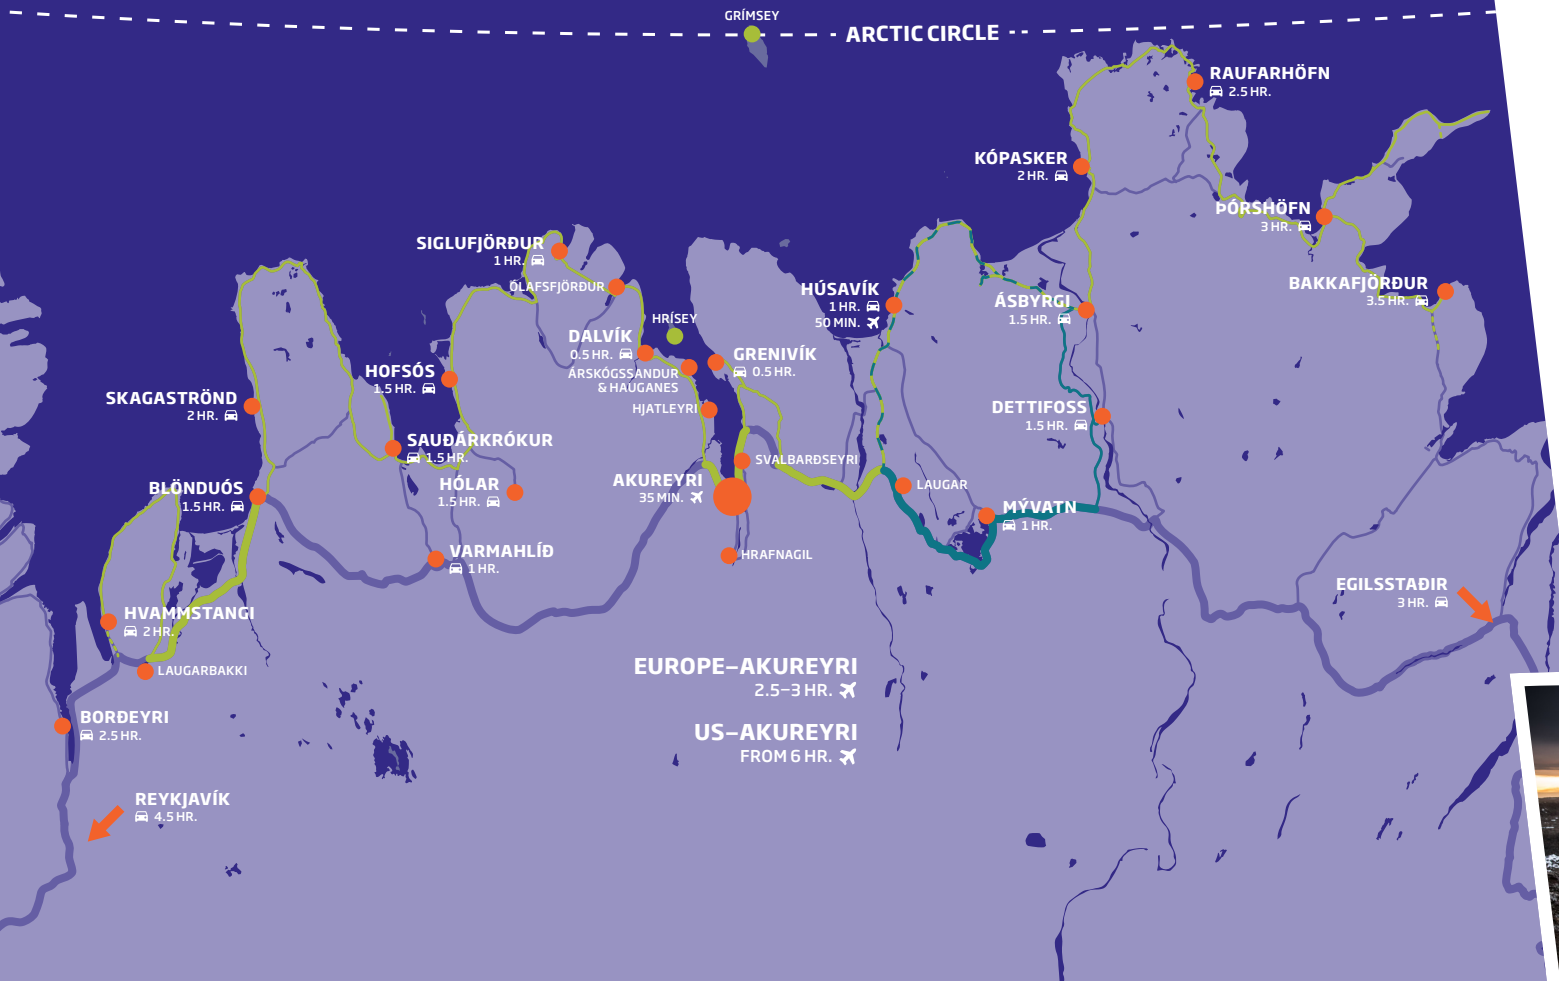 GRÍMSEY
ARCTIC CIRCLE
RAUFARHÖFN
2.5 HR.
KÓPASKER
2 HR.
ÞÓRSHÖFN
3 HR.
SIGLUFJÖRÐUR
1 HR.
ÓLAFSFJÖRÐUR
HÚSAVÍK
1 HR.
50 MIN.
ÁSBYRGI
1.5 HR.
BAKKAFJÖRÐUR
3.5 HR.
HRÍSEY
DALVÍK
0.5 HR.
GRENIVÍK
0.5 HR.
ÁRSKÓGSSANDUR
& HAUGANES
HOFSÓS
1.5 HR.
SKAGASTRÖND
2 HR.
HJATLEYRI
DETTIFOSS
1.5 HR.
SAUÐÁRKRÓKUR
1.5 HR.
SVALBARÐSEYRI
HÓLAR
1.5 HR.
AKUREYRI
35 MIN.
LAUGAR
BLÖNDUÓS
1.5 HR.
MÝVATN
1 HR.
VARMAHLÍÐ
1 HR.
HRAFNAGIL
EGILSSTAÐIR
3 HR.
HVAMMSTANGI
2 HR.
LAUGARBAKKI
EUROPE–AKUREYRI
2.5–3 HR.
BORÐEYRI
2.5 HR.
US–AKUREYRI
FROM 6 HR.
REYKJAVÍK
4.5 HR.